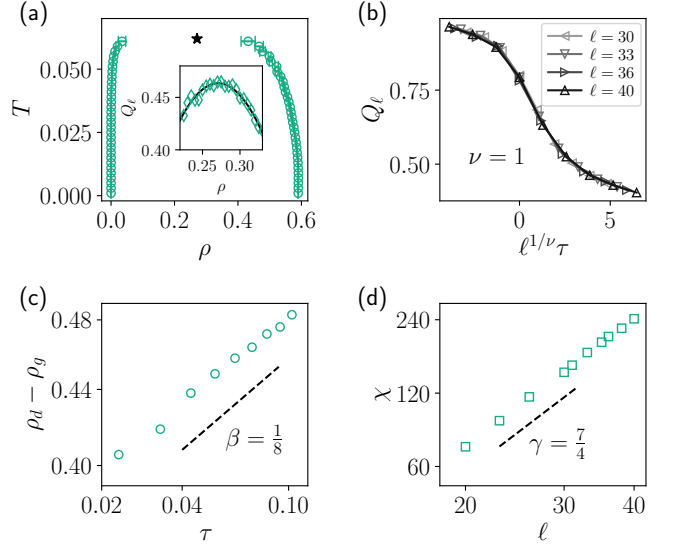 (a)
T
0.050
0.025
0.000
0.0
0.2
0.4
0.6
ρ
Q_ℓ
0.45
0.40
0.25
0.30
ρ
(b)
Q_ℓ
0.75
0.50
0
5
ℓ^{1/ν}τ
ℓ = 30
ℓ = 33
ℓ = 36
ℓ = 40
ν = 1
(c)
ρ_d − ρ_g
0.48
0.44
0.40
0.02
0.04
0.10
τ
β = 1/8
(d)
χ
240
120
60
20
30
40
ℓ
γ = 7/4